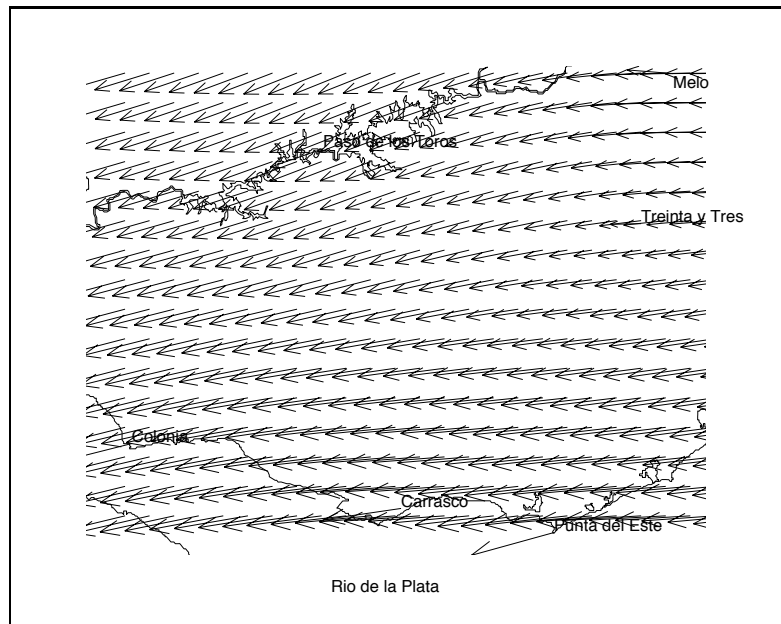 Melo
Paso de los Toros
Treinta y Tres
Colonia
Carrasco
Punta del Este
Rio de la Plata